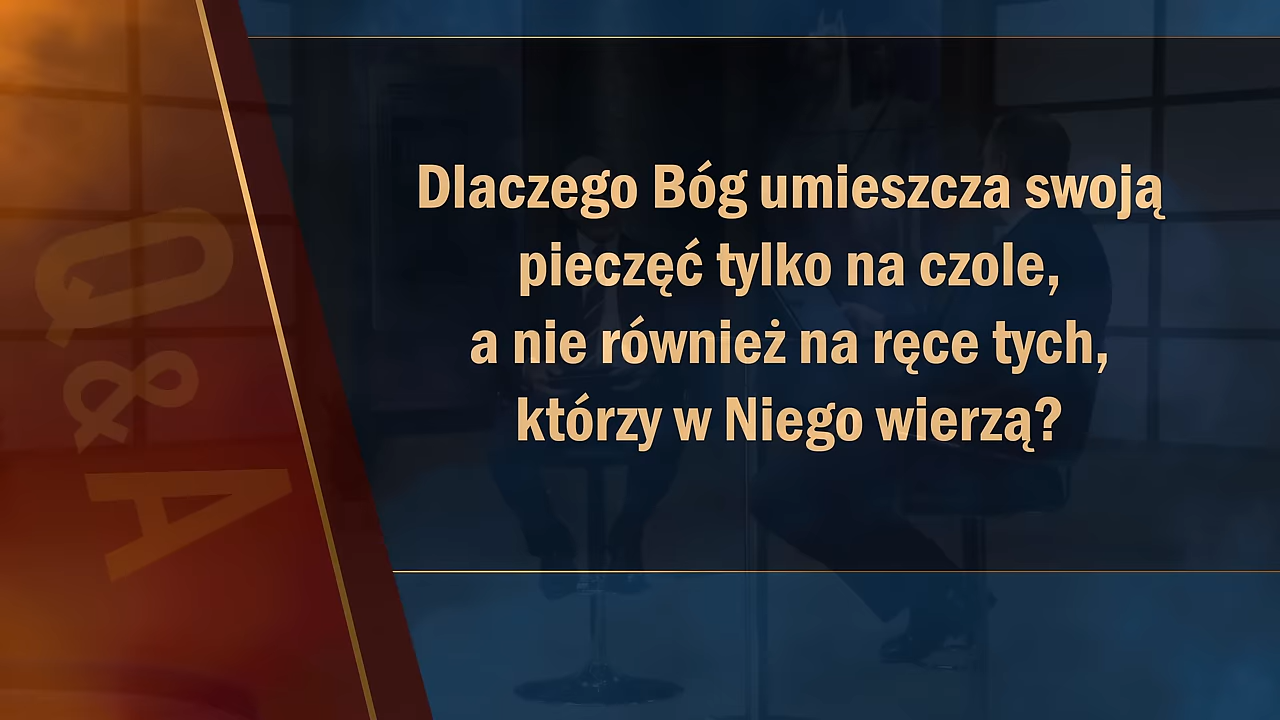 Q&A
Dlaczego Bóg umieszcza swoją
pieczęć tylko na czole,
a nie również na ręce tych,
którzy w Niego wierzą?